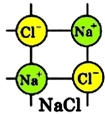 Cl⁻ Na⁺
Na⁺ Cl⁻
NaCl